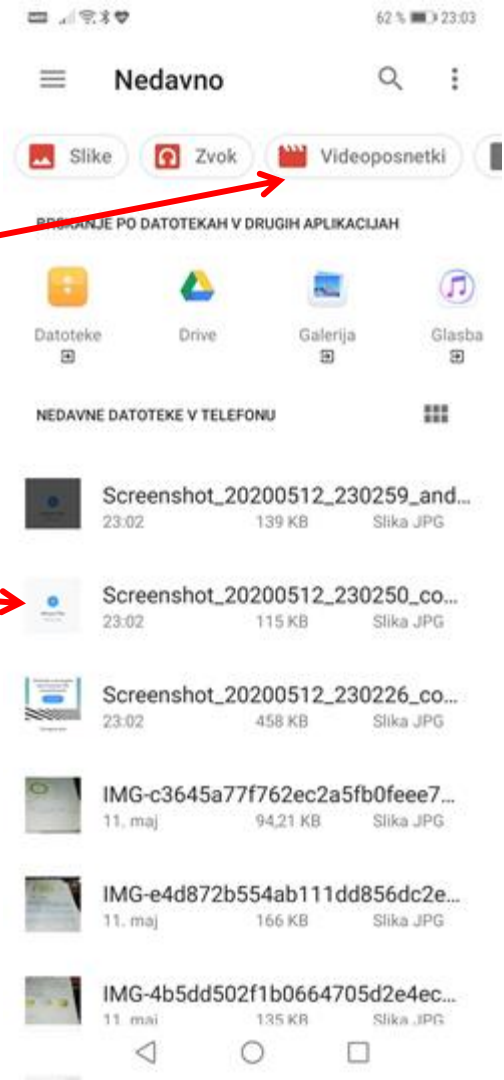 62 % 23:03
Nedavno
Slike Zvok Videoposnetki
BRSKANJE PO DATOTEKAH V DRUGIH APLIKACIJAH
Datoteke Drive Galerija Glasba
NEDAVNE DATOTEKE V TELEFONU
Screenshot_20200512_230259_and...
23:02 139 KB Slika JPG
Screenshot_20200512_230250_co...
23:02 115 KB Slika JPG
Screenshot_20200512_230226_co...
23:02 458 KB Slika JPG
IMG-c3645a77f762ec2a5fb0feee7...
11. maj 94,21 KB Slika JPG
IMG-e4d872b554ab111dd856dc2e...
11. maj 166 KB Slika JPG
IMG-4b5dd502f1b0664705d2e4ec...
11. maj 135 KB Slika JPG